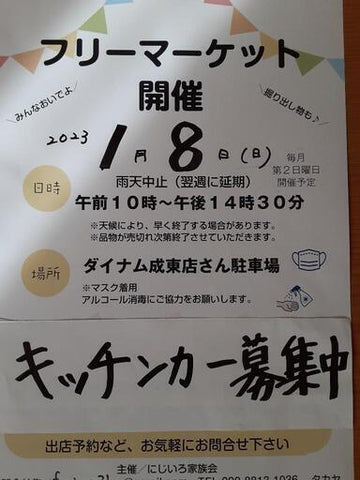 フリーマーケット
みんなおいでよ
開催
掘り出し物も♪
2023
1月8日(日)
毎月
第2日曜日
開催予定
日時
雨天中止(翌週に延期)
午前10時～午後14時30分
※天候により、早く終了する場合があります。
※品物が売切れ次第終了させていただきます。
場所
ダイナム成東店さん駐車場
※マスク着用
アルコール消毒にご協力をお願いします。
キッチンカー募集中
出店予約など、お気軽にお問合せ下さい
主催/にじいろ家族会